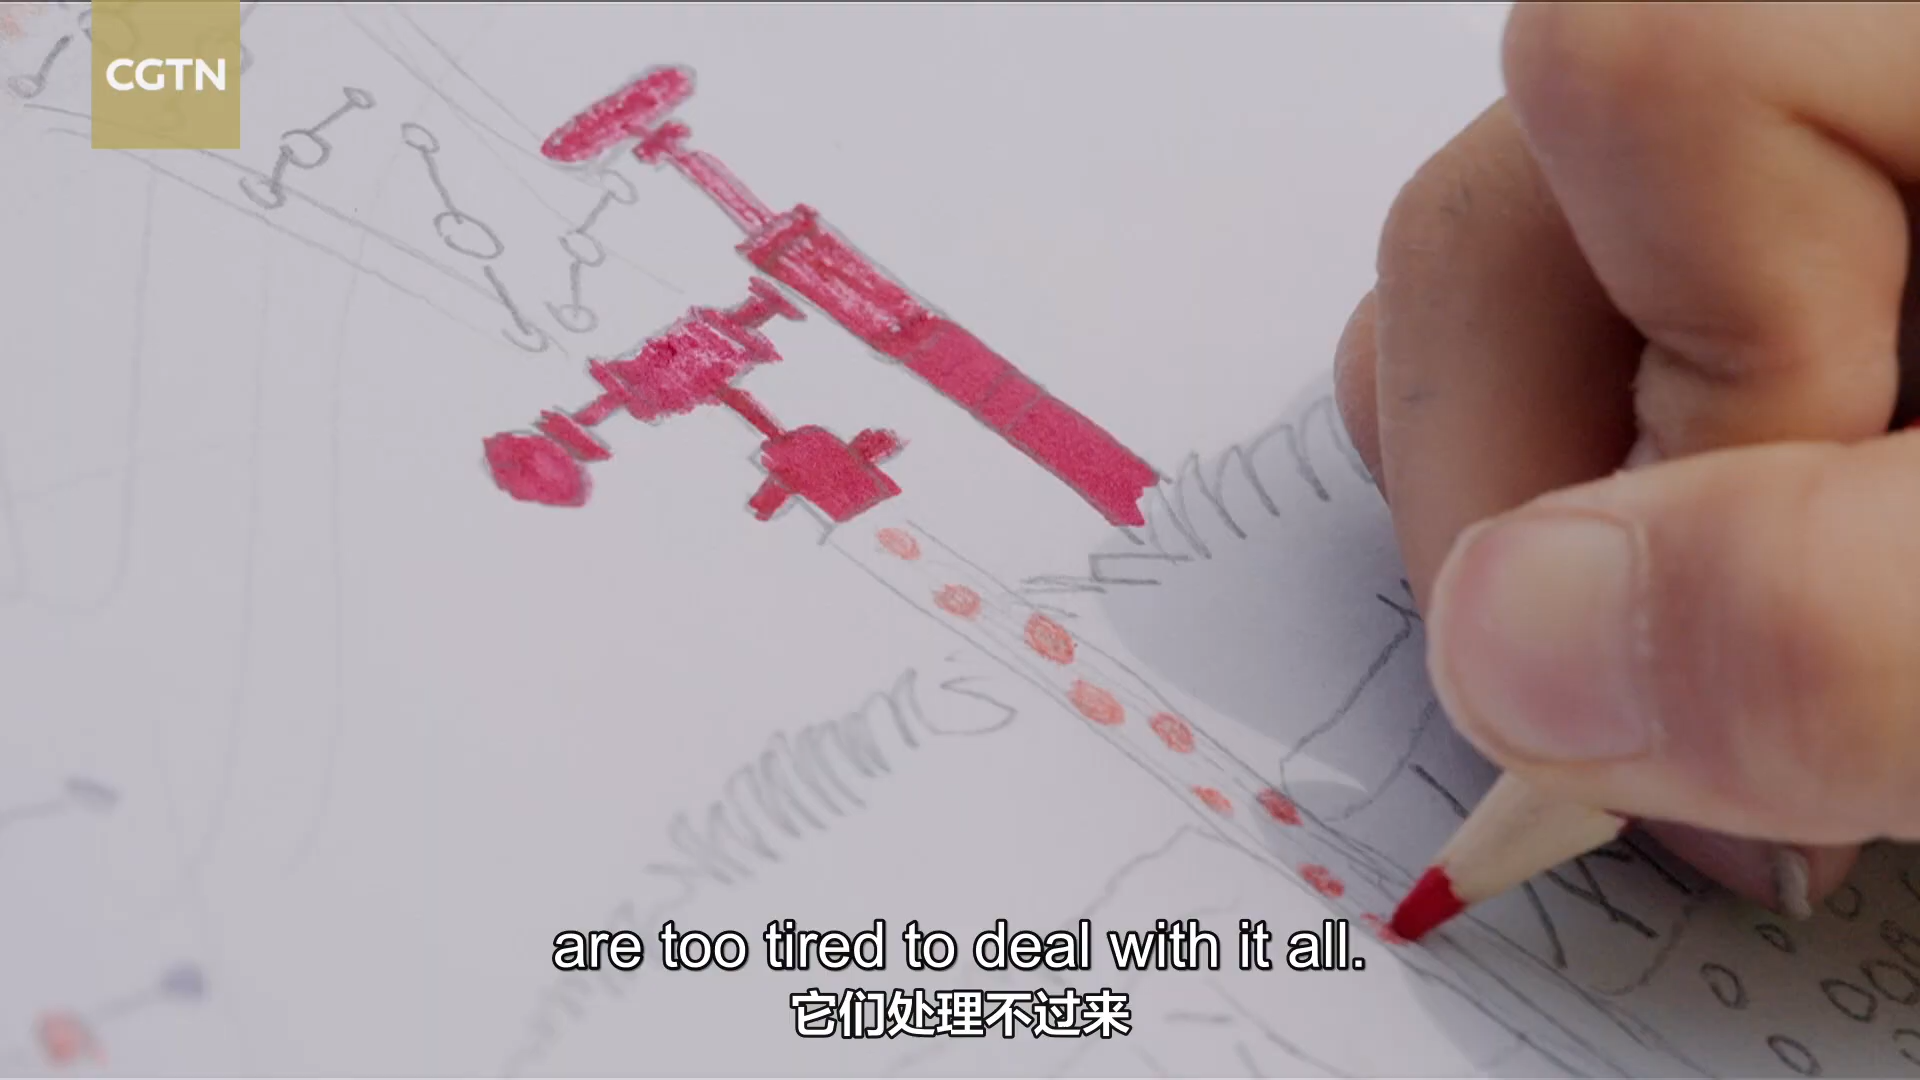 CGTN
are too tired to deal with it all.
它们处理不过来